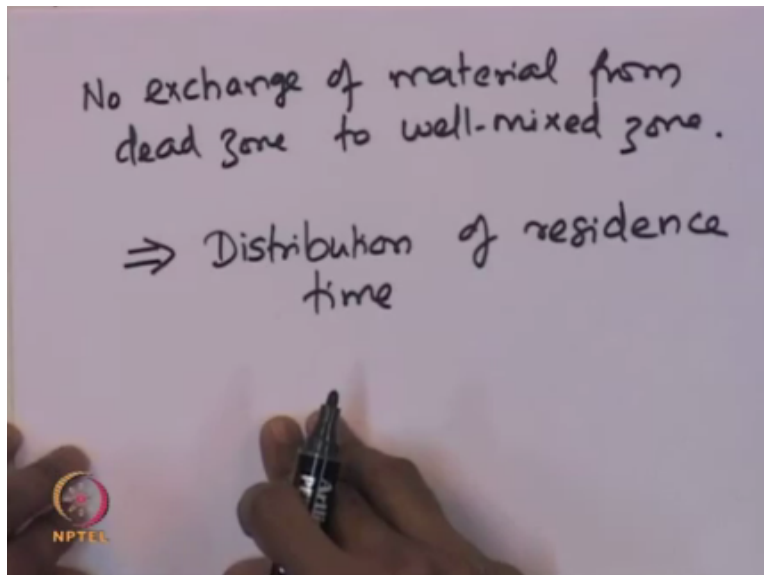 No exchange of material from
dead zone to well-mixed zone.
⇒ Distribution of residence
time
NPTEL